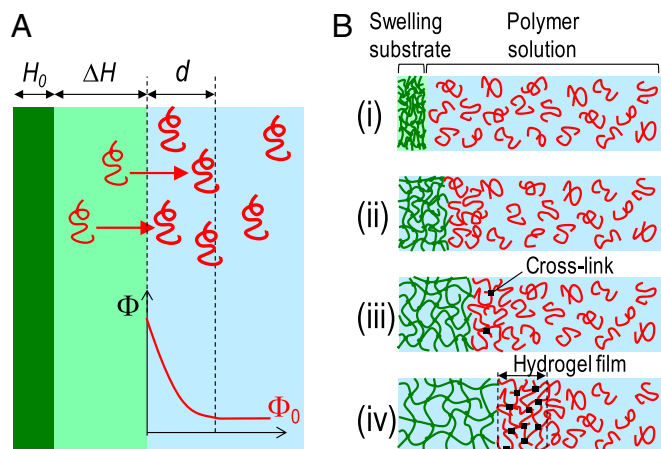 A
H0
ΔH
d
Φ
Φ0
B
Swelling
substrate
Polymer
solution
(i)
(ii)
Cross-link
(iii)
Hydrogel film
(iv)